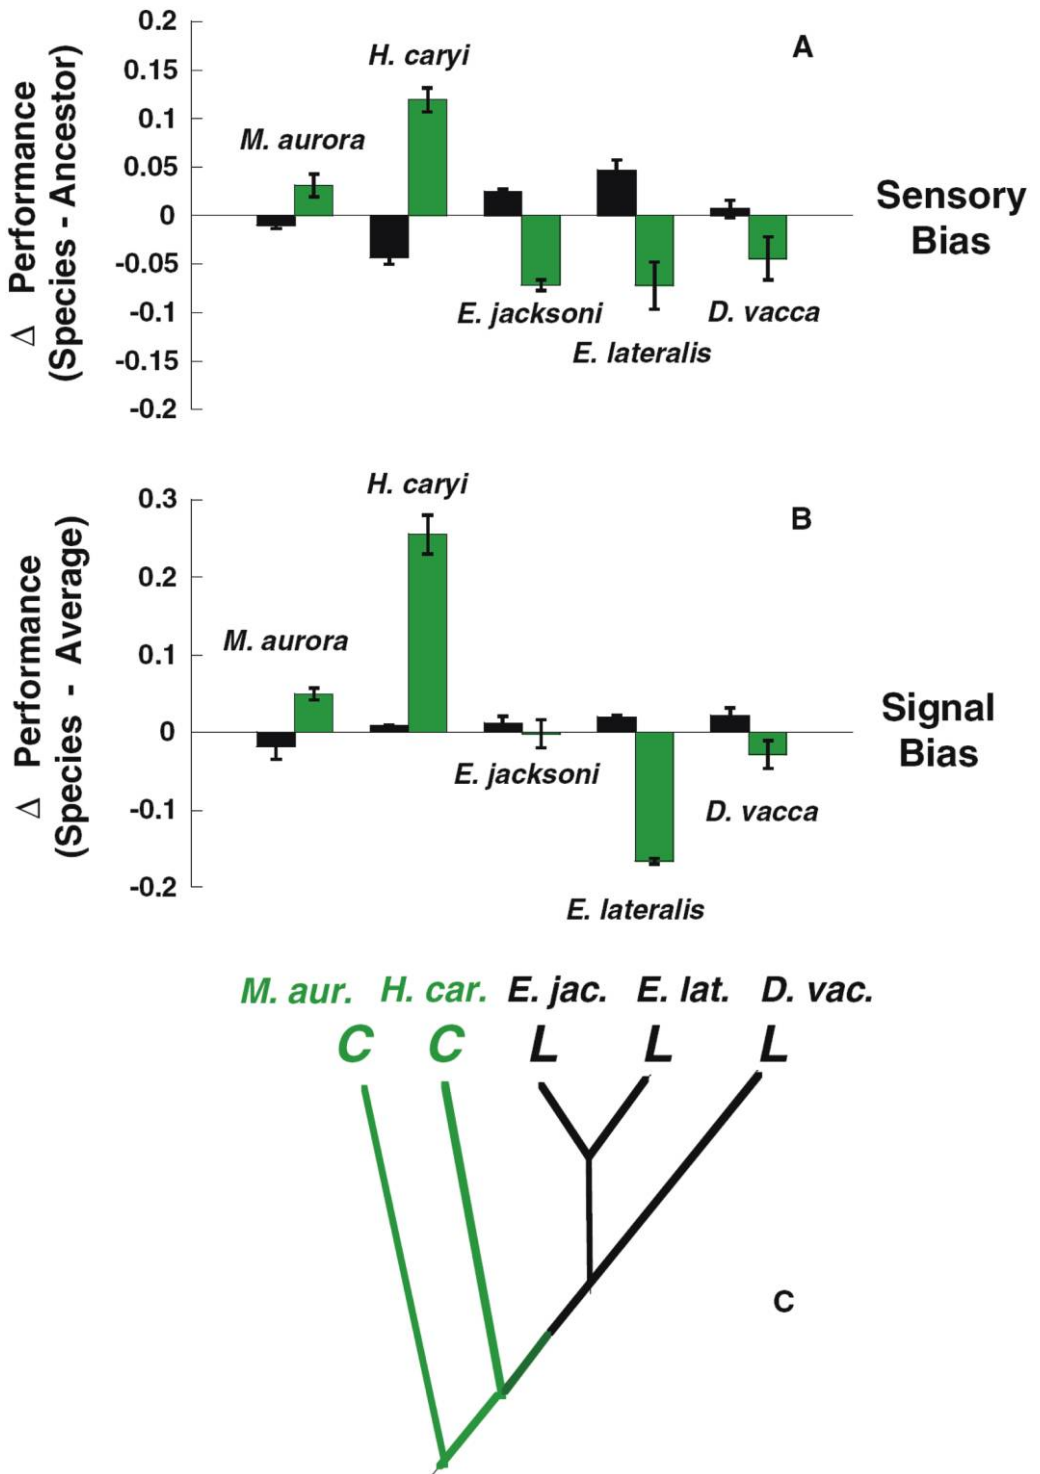 0.2
A
H. caryi
0.15
0.1
M. aurora
0.05
0
-0.05
-0.1
-0.15
-0.2
Δ Performance
(Species - Ancestor)
Sensory
Bias
E. jacksoni
D. vacca
E. lateralis
H. caryi
0.3
B
0.2
M. aurora
0.1
0
-0.1
-0.2
Δ Performance
(Species - Average)
Signal
Bias
E. jacksoni
D. vacca
E. lateralis
M. aur. H. car. E. jac. E. lat. D. vac.
C C L L L
C